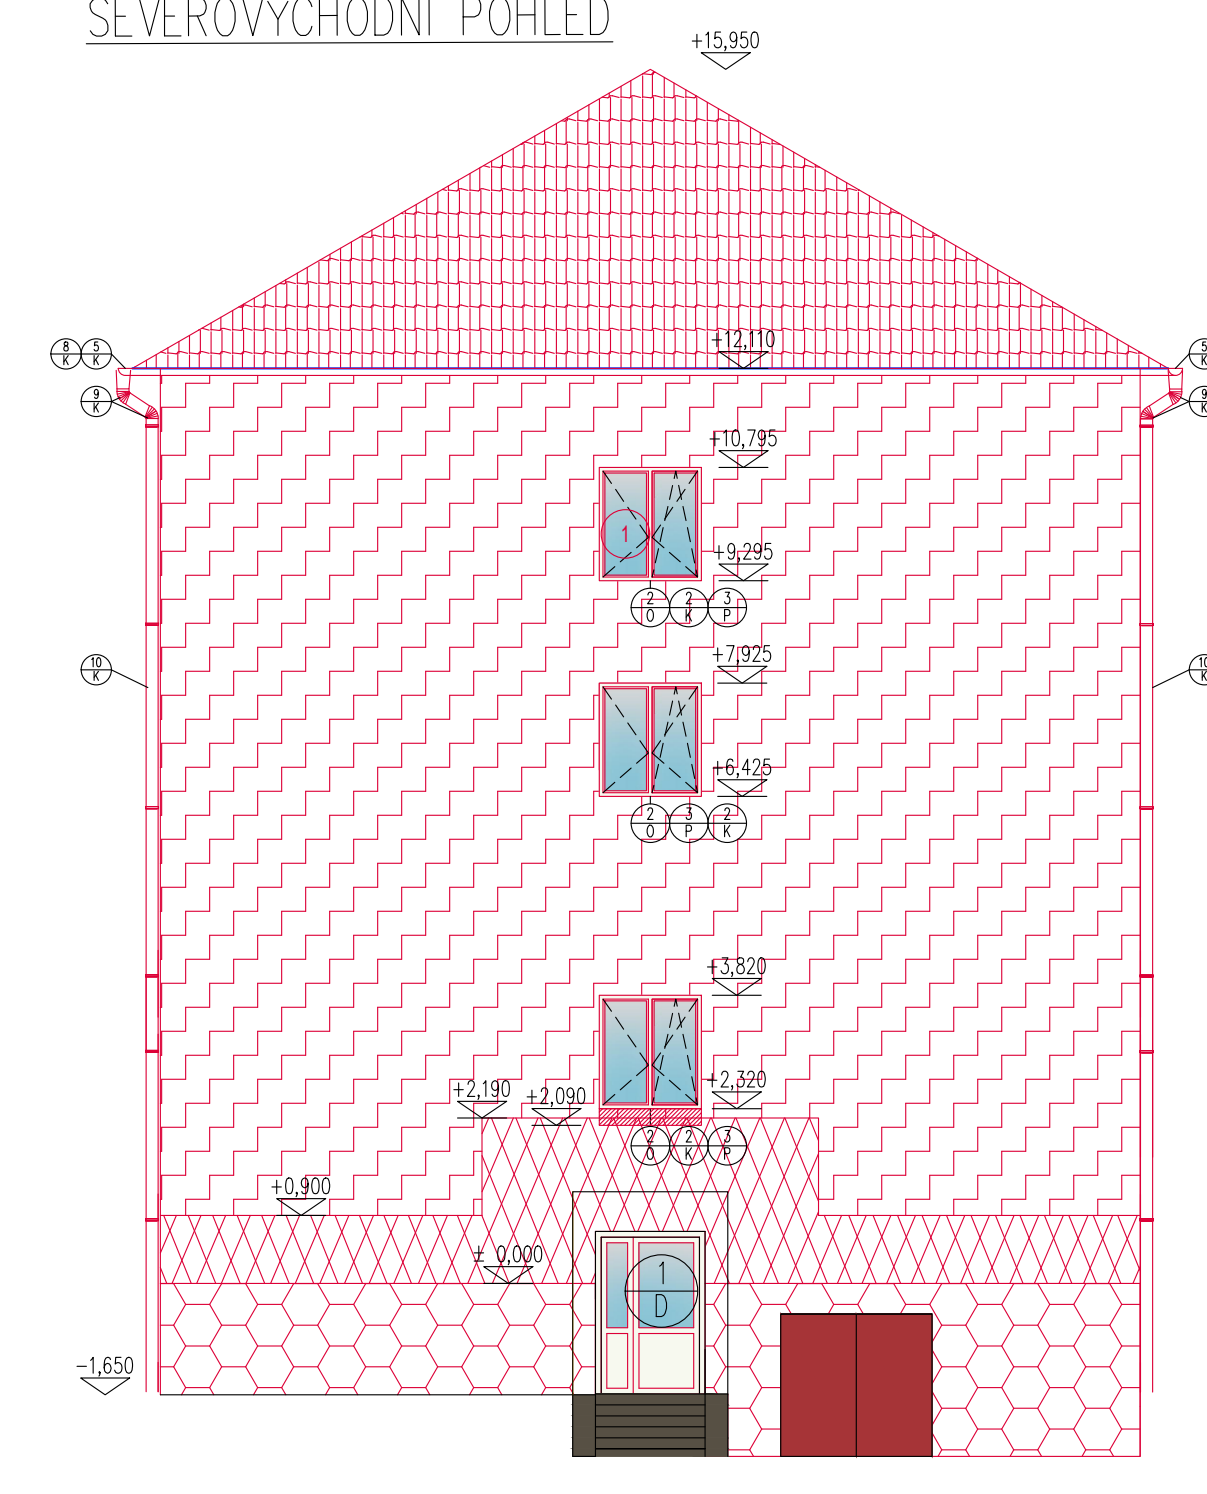 SEVEROVÝCHODNÍ POHLED
+15,950
+12,110
8 K
5 K
5 K
9 K
9 K
+10,795
1
+9,295
2 O
2 K
3 P
+7,925
10 K
10 K
+6,425
2 O
3 P
2 K
+3,820
+2,320
+2,190
+2,090
2 O
2 K
3 P
+0,900
± 0,000
1 D
-1,650